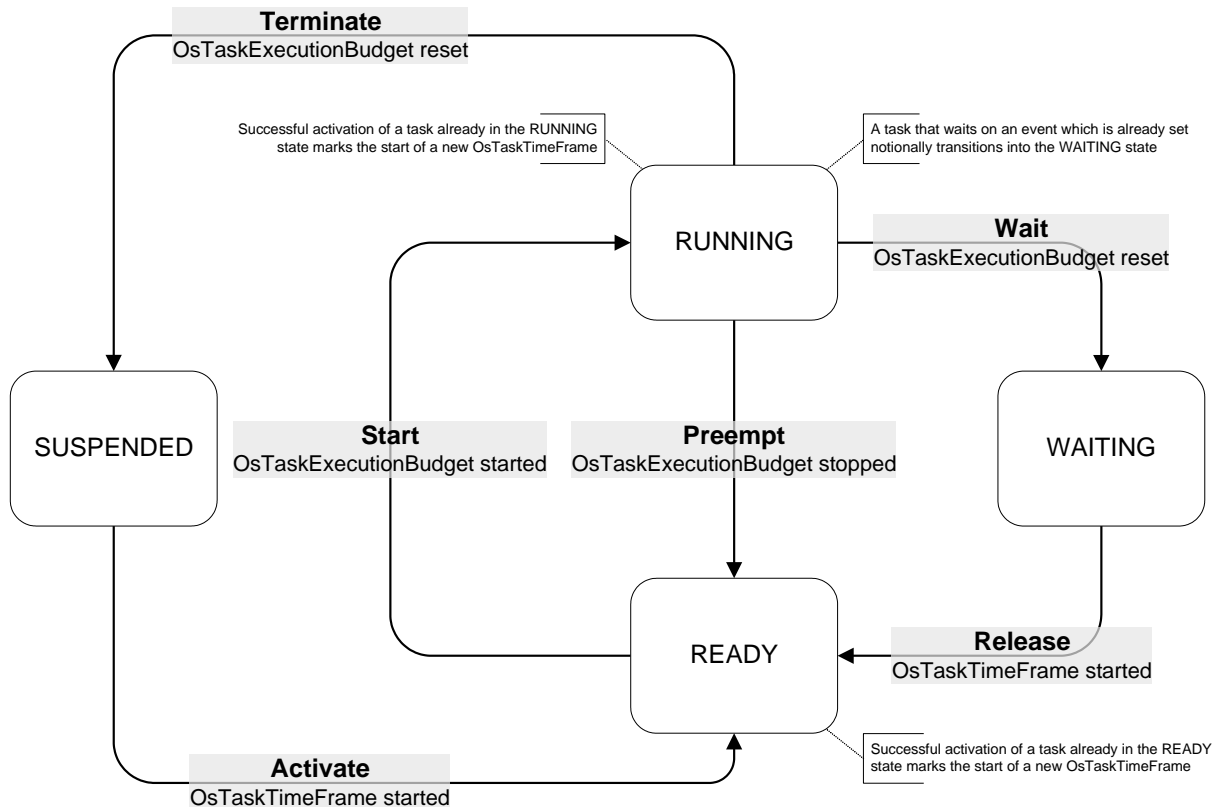 Terminate
OsTaskExecutionBudget reset
Successful activation of a task already in the RUNNING
state marks the start of a new OsTaskTimeFrame
A task that waits on an event which is already set
notionally transitions into the WAITING state
RUNNING
Wait
OsTaskExecutionBudget reset
SUSPENDED
Start
OsTaskExecutionBudget started
Preempt
OsTaskExecutionBudget stopped
WAITING
READY
Release
OsTaskTimeFrame started
Successful activation of a task already in the READY
state marks the start of a new OsTaskTimeFrame
Activate
OsTaskTimeFrame started